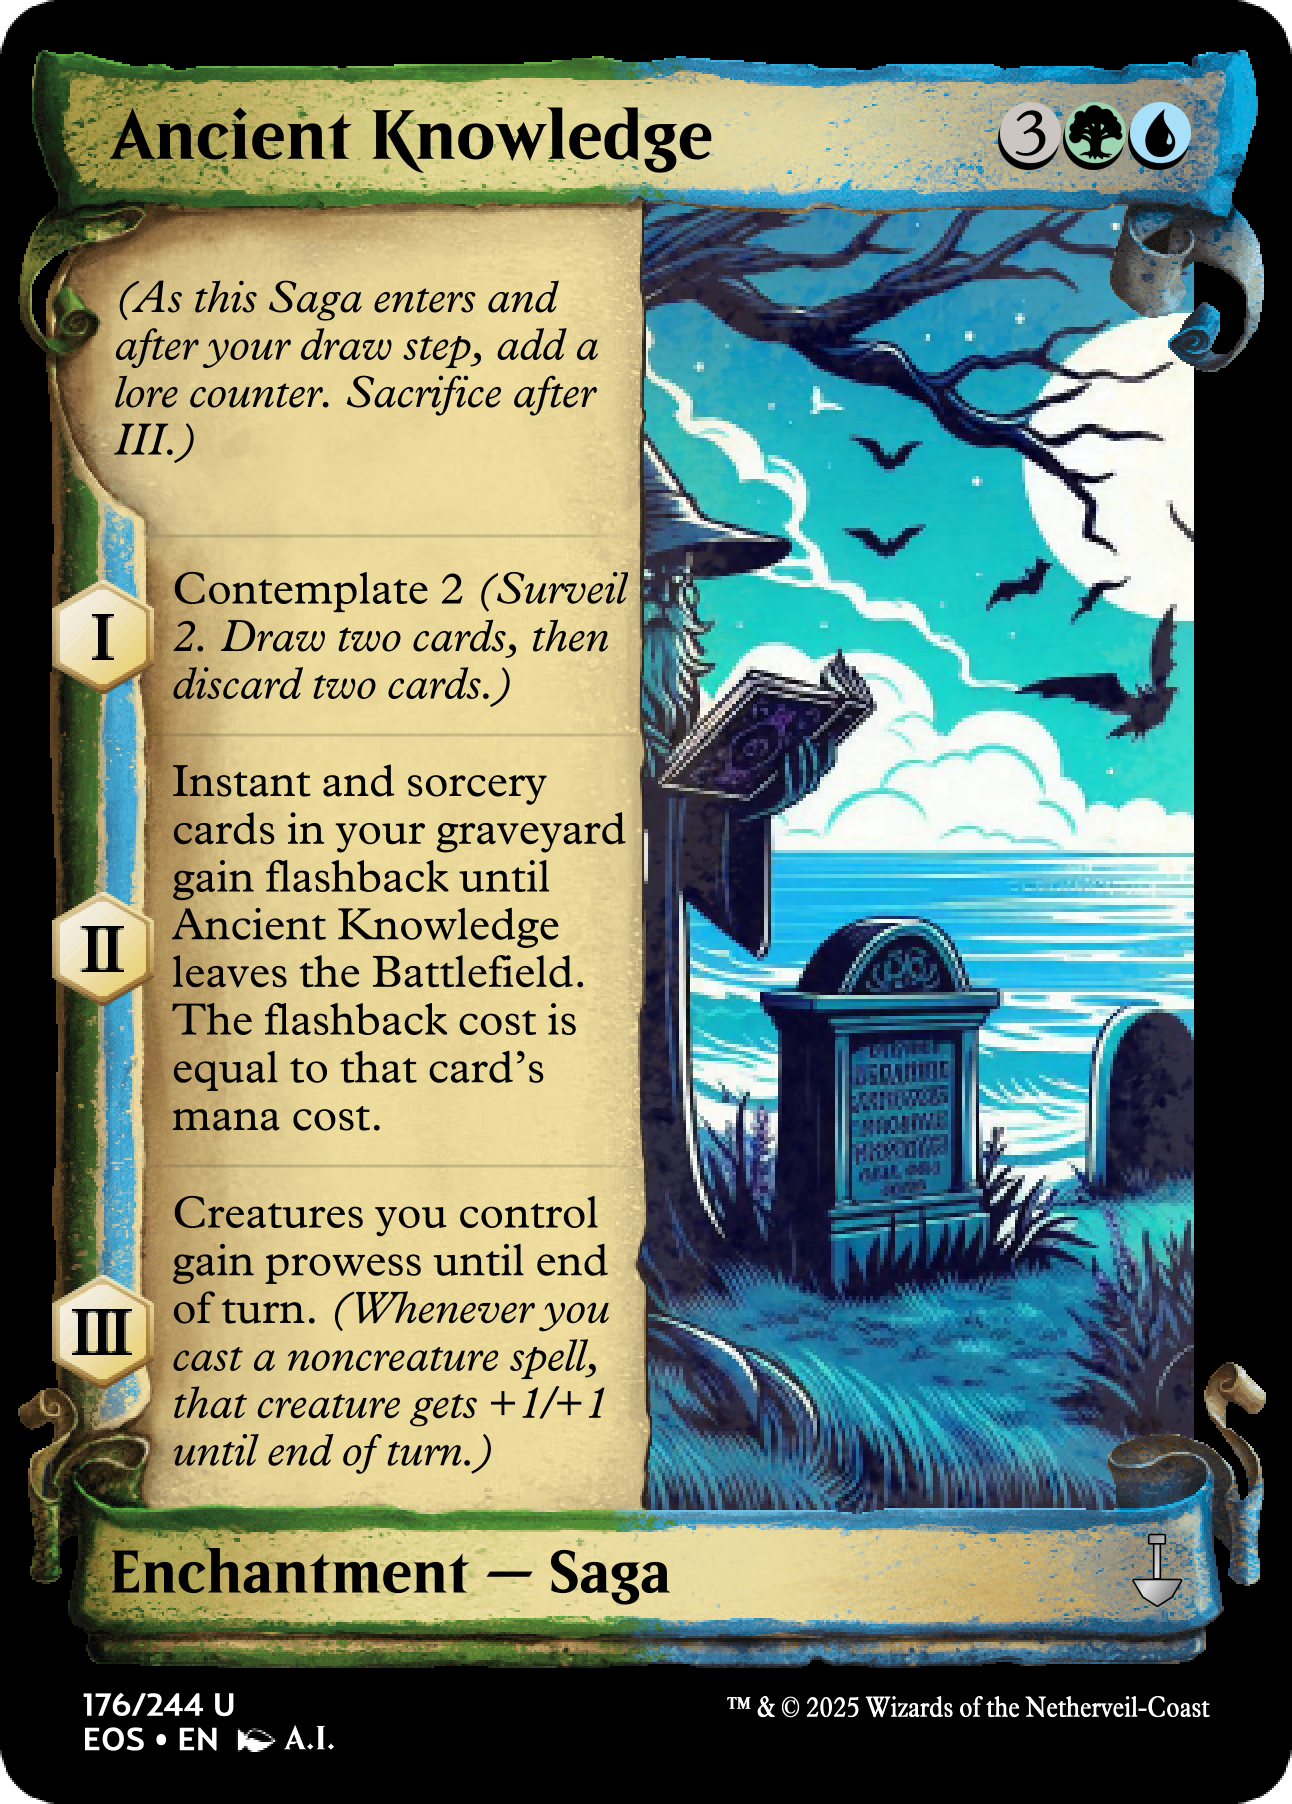 Ancient Knowledge 3
(As this Saga enters and
after your draw step, add a
lore counter. Sacrifice after
III.)
I
Contemplate 2 (Surveil
2. Draw two cards, then
discard two cards.)
II
Instant and sorcery
cards in your graveyard
gain flashback until
Ancient Knowledge
leaves the Battlefield.
The flashback cost is
equal to that card’s
mana cost.
III
Creatures you control
gain prowess until end
of turn. (Whenever you
cast a noncreature spell,
that creature gets +1/+1
until end of turn.)
Enchantment — Saga
176/244 U
EOS • EN A.I.
™ & © 2025 Wizards of the Netherveil-Coast